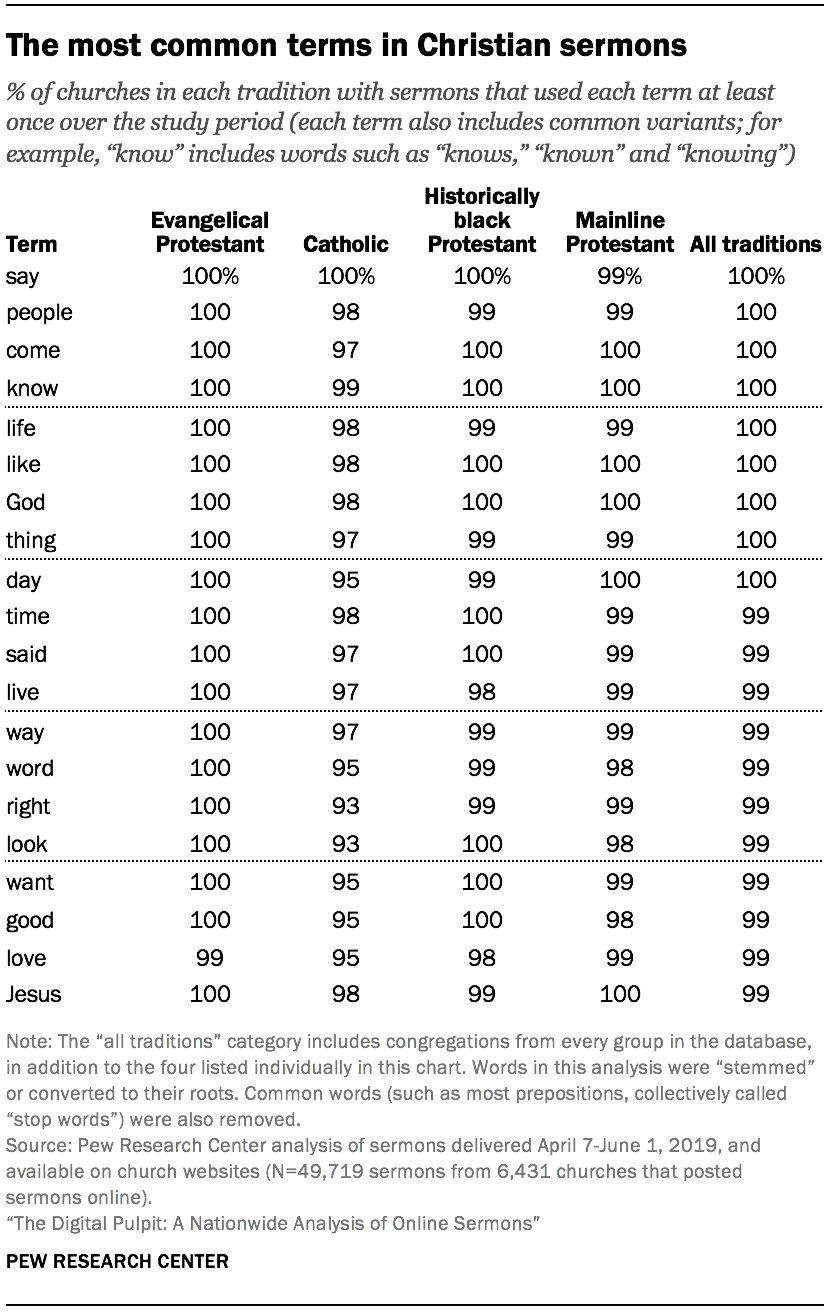 The most common terms in Christian sermons
% of churches in each tradition with sermons that used each term at least
once over the study period (each term also includes common variants; for
example, “know” includes words such as “knows,” “known” and “knowing”)
Term Evangelical Protestant Catholic Historically black Protestant Mainline Protestant All traditions
say 100% 100% 100% 99% 100%
people 100 98 99 99 100
come 100 97 100 100 100
know 100 99 100 100 100
life 100 98 99 99 100
like 100 98 100 100 100
God 100 98 100 100 100
thing 100 97 99 99 100
day 100 95 99 100 100
time 100 98 100 99 99
said 100 97 100 99 99
live 100 97 98 99 99
way 100 97 99 99 99
word 100 95 99 98 99
right 100 93 99 99 99
look 100 93 100 98 99
want 100 95 100 99 99
good 100 95 100 98 99
love 99 95 98 99 99
Jesus 100 98 99 100 99
Note: The “all traditions” category includes congregations from every group in the database,
in addition to the four listed individually in this chart. Words in this analysis were “stemmed”
or converted to their roots. Common words (such as most prepositions, collectively called
“stop words”) were also removed.
Source: Pew Research Center analysis of sermons delivered April 7-June 1, 2019, and
available on church websites (N=49,719 sermons from 6,431 churches that posted
sermons online).
“The Digital Pulpit: A Nationwide Analysis of Online Sermons”
PEW RESEARCH CENTER